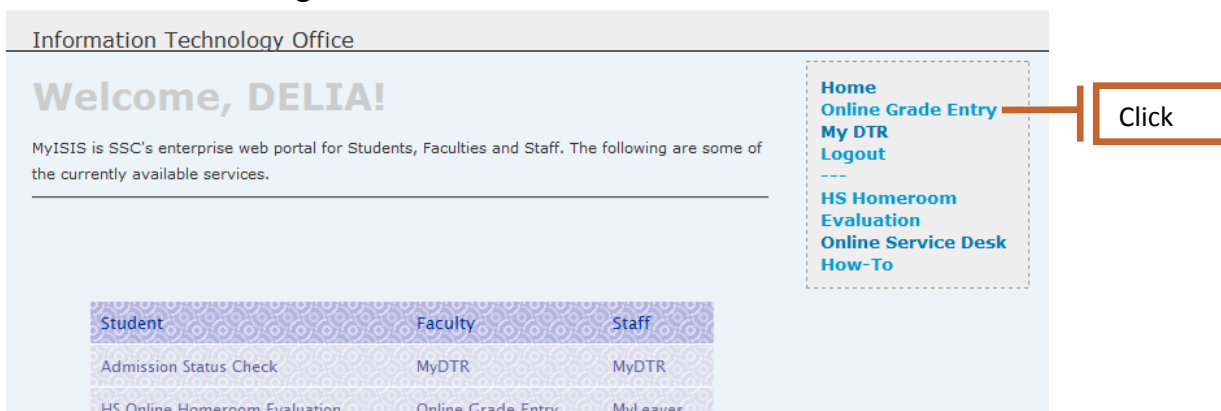 Information Technology Office
Welcome, DELIA!
MyISIS is SSC's enterprise web portal for Students, Faculties and Staff. The following are some of
the currently available services.
Home
Online Grade Entry
My DTR
Logout
---
HS Homeroom
Evaluation
Online Service Desk
How-To
Click
Student Faculty Staff
Admission Status Check MyDTR MyDTR
HS Online Homeroom Evaluation Online Grade Entry MyLeaves